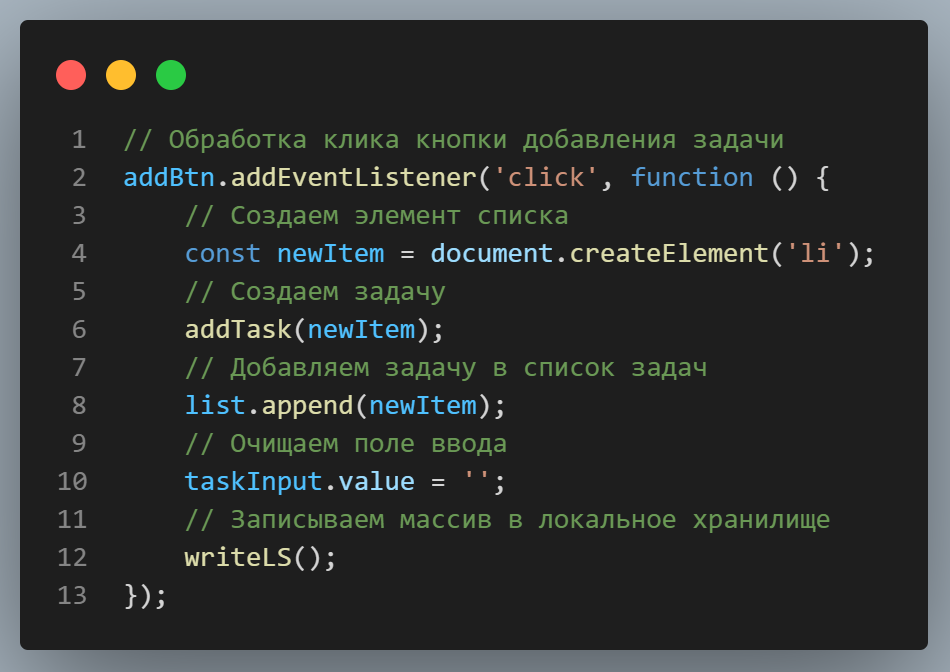 1 // Обработка клика кнопки добавления задачи
2 addBtn.addEventListener('click', function () {
3     // Создаем элемент списка
4     const newItem = document.createElement('li');
5     // Создаем задачу
6     addTask(newItem);
7     // Добавляем задачу в список задач
8     list.append(newItem);
9     // Очищаем поле ввода
10     taskInput.value = '';
11     // Записываем массив в локальное хранилище
12     writeLS();
13 });